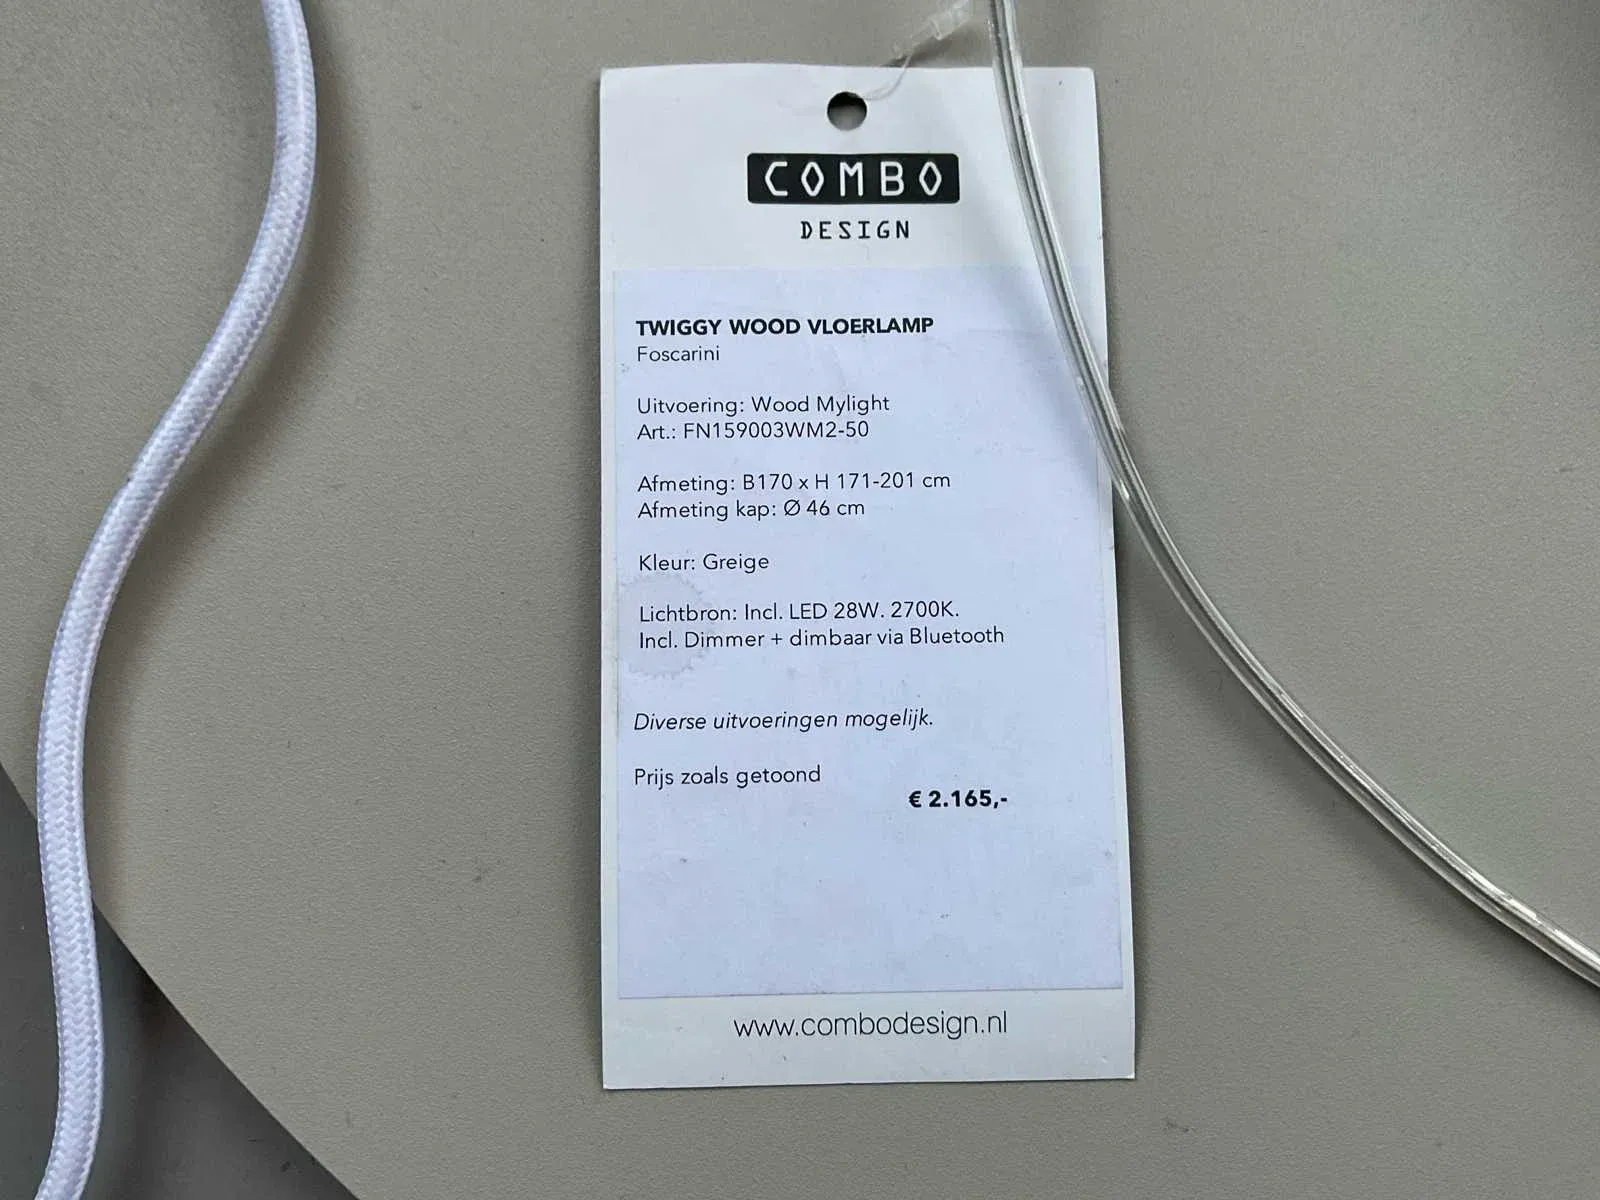 COMBO
DESIGN
TWIGGY WOOD VLOERLAMP
Foscarini
Uitvoering: Wood Mylight
Art.: FN159003WM2-50
Afmeting: B170 x H 171-201 cm
Afmeting kap: Ø 46 cm
Kleur: Greige
Lichtbron: Incl. LED 28W. 2700K.
Incl. Dimmer + dimbaar via Bluetooth
Diverse uitvoeringen mogelijk.
Prijs zoals getoond
€ 2.165,-
www.combodesign.nl